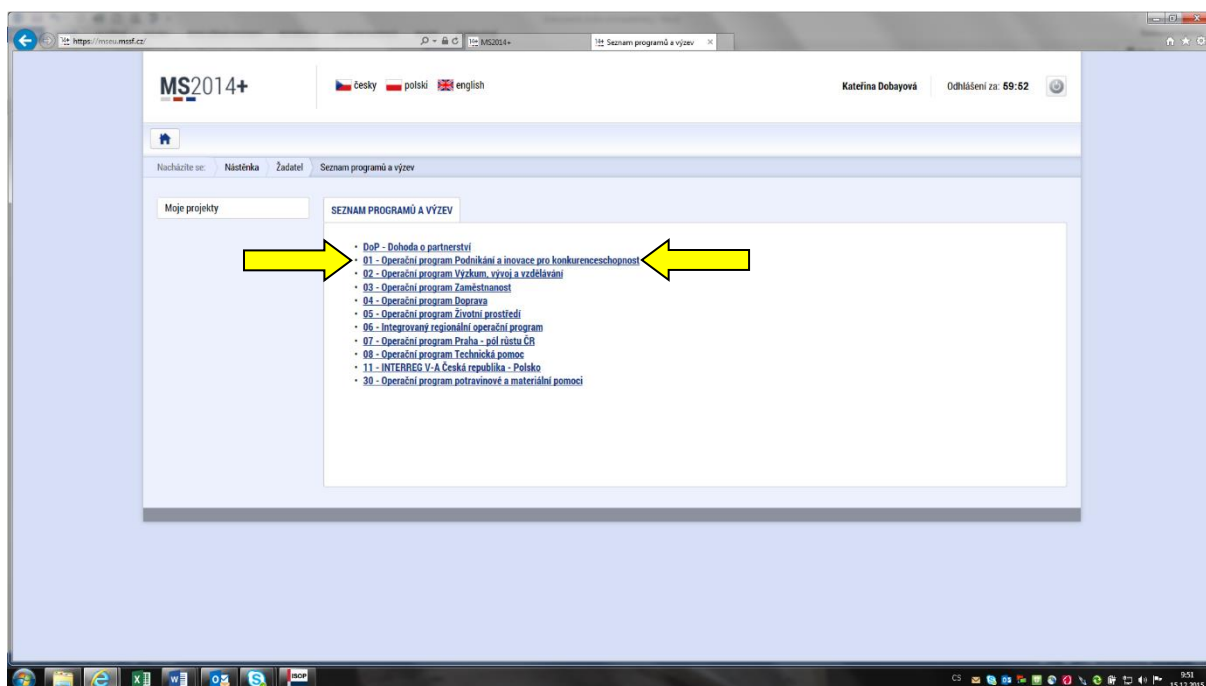 https://mseu.mssf.cz/
MS2014+
Seznam programů a výzev
MS2014+
česky polski english
Kateřina Dobayová
Odhlášení za: 59:52
Nacházíte se: Nástěnka Žadatel Seznam programů a výzev
Moje projekty
SEZNAM PROGRAMŮ A VÝZEV
DoP - Dohoda o partnerství
01 - Operační program Podnikání a inovace pro konkurenceschopnost
02 - Operační program Výzkum, vývoj a vzdělávání
03 - Operační program Zaměstnanost
04 - Operační program Doprava
05 - Operační program Životní prostředí
06 - Integrovaný regionální operační program
07 - Operační program Praha - pól růstu ČR
08 - Operační program Technická pomoc
11 - INTERREG V-A Česká republika - Polsko
30 - Operační program potravinové a materiální pomoci
ISOP
CS
9:51
15.12.2015